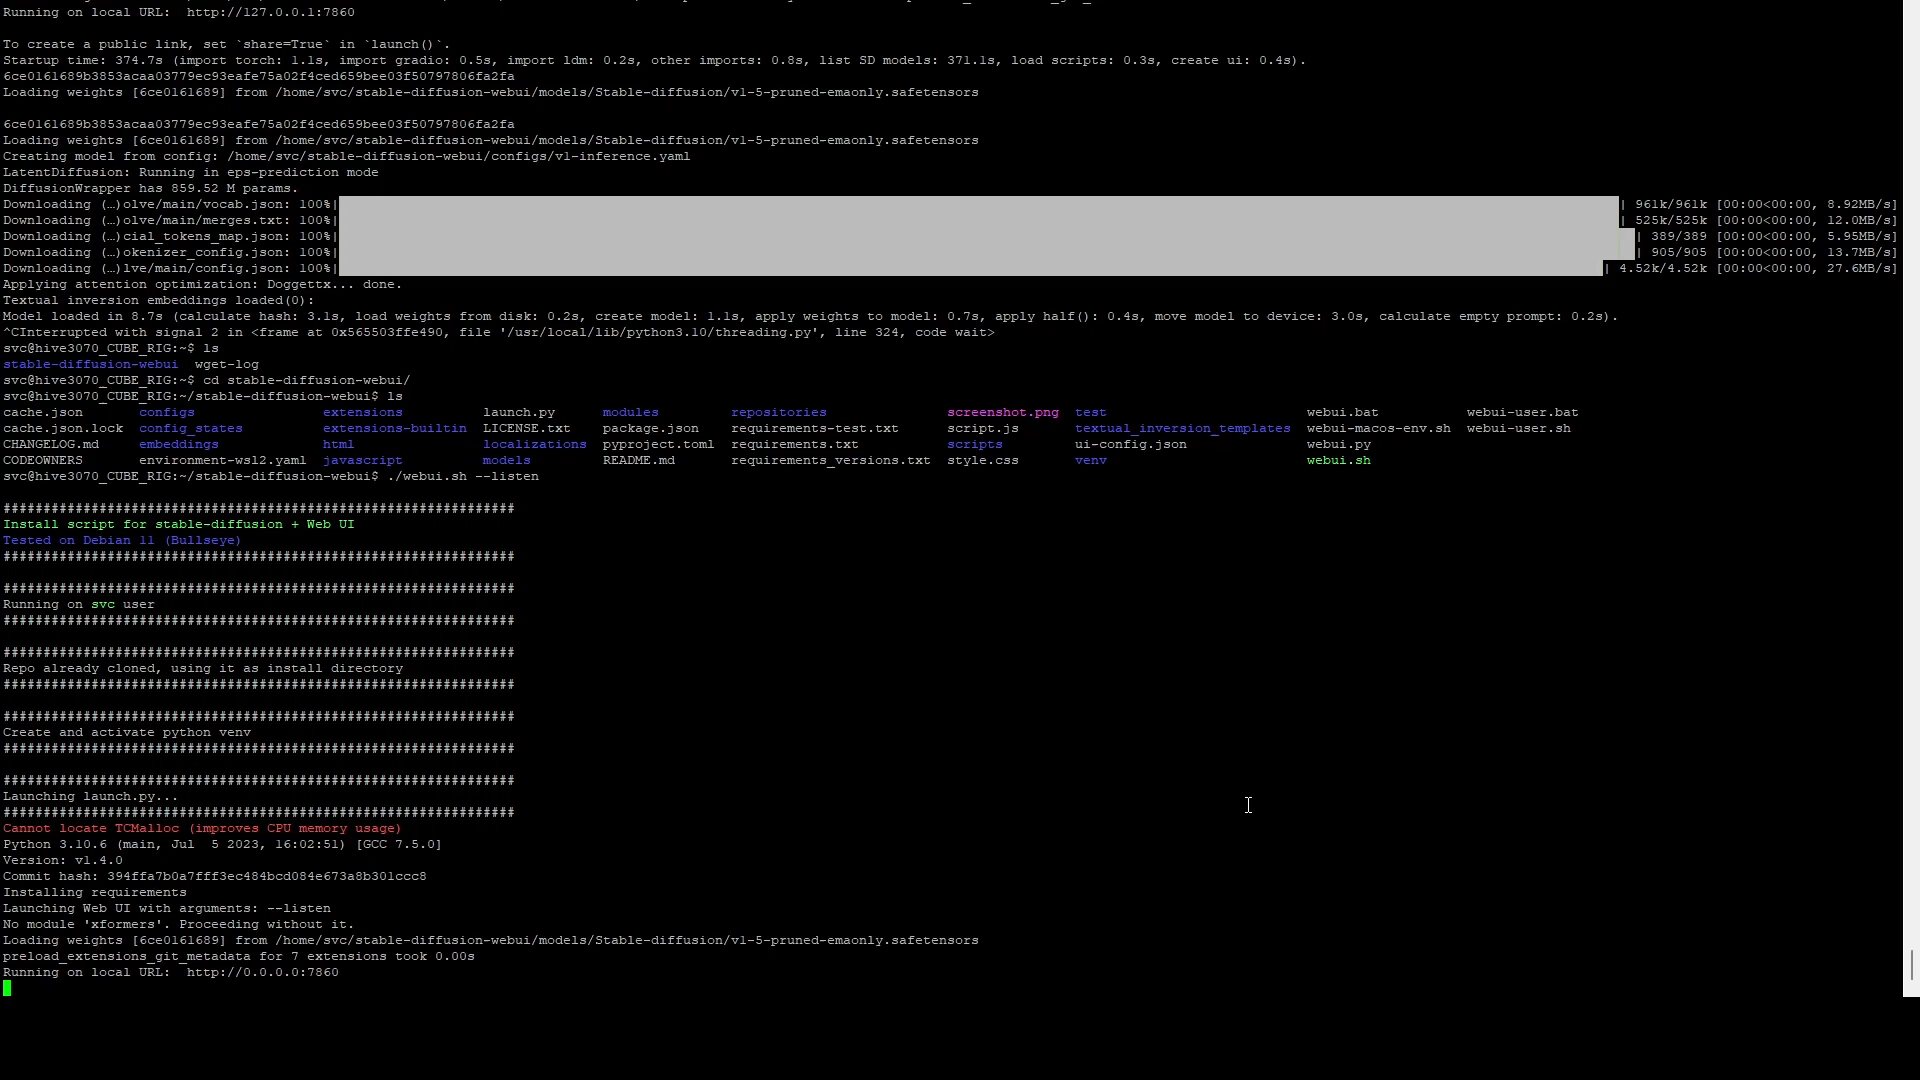 Running on local URL:  http://127.0.0.1:7860
To create a public link, set `share=True` in `launch()`.
Startup time: 374.7s (import torch: 1.1s, import gradio: 0.5s, import ldm: 0.2s, other imports: 0.8s, list SD models: 371.1s, load scripts: 0.3s, create ui: 0.4s).
6ce0161689b3853acaa03779ec93eafe75a02f4ced659bee03f50797806fa2fa
Loading weights [6ce0161689] from /home/svc/stable-diffusion-webui/models/Stable-diffusion/v1-5-pruned-emaonly.safetensors
6ce0161689b3853acaa03779ec93eafe75a02f4ced659bee03f50797806fa2fa
Loading weights [6ce0161689] from /home/svc/stable-diffusion-webui/models/Stable-diffusion/v1-5-pruned-emaonly.safetensors
Creating model from config: /home/svc/stable-diffusion-webui/configs/v1-inference.yaml
LatentDiffusion: Running in eps-prediction mode
DiffusionWrapper has 859.52 M params.
Downloading (…)olve/main/vocab.json: 100%| | 961k/961k [00:00<00:00, 8.92MB/s]
Downloading (…)olve/main/merges.txt: 100%| | 525k/525k [00:00<00:00, 12.0MB/s]
Downloading (…)cial_tokens_map.json: 100%| | 389/389 [00:00<00:00, 5.95MB/s]
Downloading (…)okenizer_config.json: 100%| | 905/905 [00:00<00:00, 13.7MB/s]
Downloading (…)lve/main/config.json: 100%| | 4.52k/4.52k [00:00<00:00, 27.6MB/s]
Applying attention optimization: Doggettx... done.
Textual inversion embeddings loaded(0):
Model loaded in 8.7s (calculate hash: 3.1s, load weights from disk: 0.2s, create model: 1.1s, apply weights to model: 0.7s, apply half(): 0.4s, move model to device: 3.0s, calculate empty prompt: 0.2s).
^CInterrupted with signal 2 in <frame at 0x565503ffe490, file '/usr/local/lib/python3.10/threading.py', line 324, code wait>
svc@hive3070_CUBE_RIG:~$ ls
stable-diffusion-webui  wget-log
svc@hive3070_CUBE_RIG:~$ cd stable-diffusion-webui/
svc@hive3070_CUBE_RIG:~/stable-diffusion-webui$ ls
cache.json       configs               extensions          launch.py    modules         repositories               screenshot.png  test                        webui.bat           webui-user.bat
cache.json.lock  config_states         extensions-builtin  LICENSE.txt  package.json    requirements-test.txt      script.js       textual_inversion_templates  webui-macos-env.sh  webui-user.sh
CHANGELOG.md     embeddings            html                localizations  pyproject.toml  requirements.txt         scripts         ui-config.json              webui.py
CODEOWNERS       environment-wsl2.yaml  javascript         models       README.md       requirements_versions.txt  style.css       venv                        webui.sh
svc@hive3070_CUBE_RIG:~/stable-diffusion-webui$ ./webui.sh --listen
################################################################
Install script for stable-diffusion + Web UI
Tested on Debian 11 (Bullseye)
################################################################
################################################################
Running on svc user
################################################################
################################################################
Repo already cloned, using it as install directory
################################################################
################################################################
Create and activate python venv
################################################################
################################################################
Launching launch.py...
################################################################
Cannot locate TCMalloc (improves CPU memory usage)
Python 3.10.6 (main, Jul  5 2023, 16:02:51) [GCC 7.5.0]
Version: v1.4.0
Commit hash: 394ffa7b0a7fff3ec484bcd084e673a8b301ccc8
Installing requirements
Launching Web UI with arguments: --listen
No module 'xformers'. Proceeding without it.
Loading weights [6ce0161689] from /home/svc/stable-diffusion-webui/models/Stable-diffusion/v1-5-pruned-emaonly.safetensors
preload_extensions_git_metadata for 7 extensions took 0.00s
Running on local URL:  http://0.0.0.0:7860